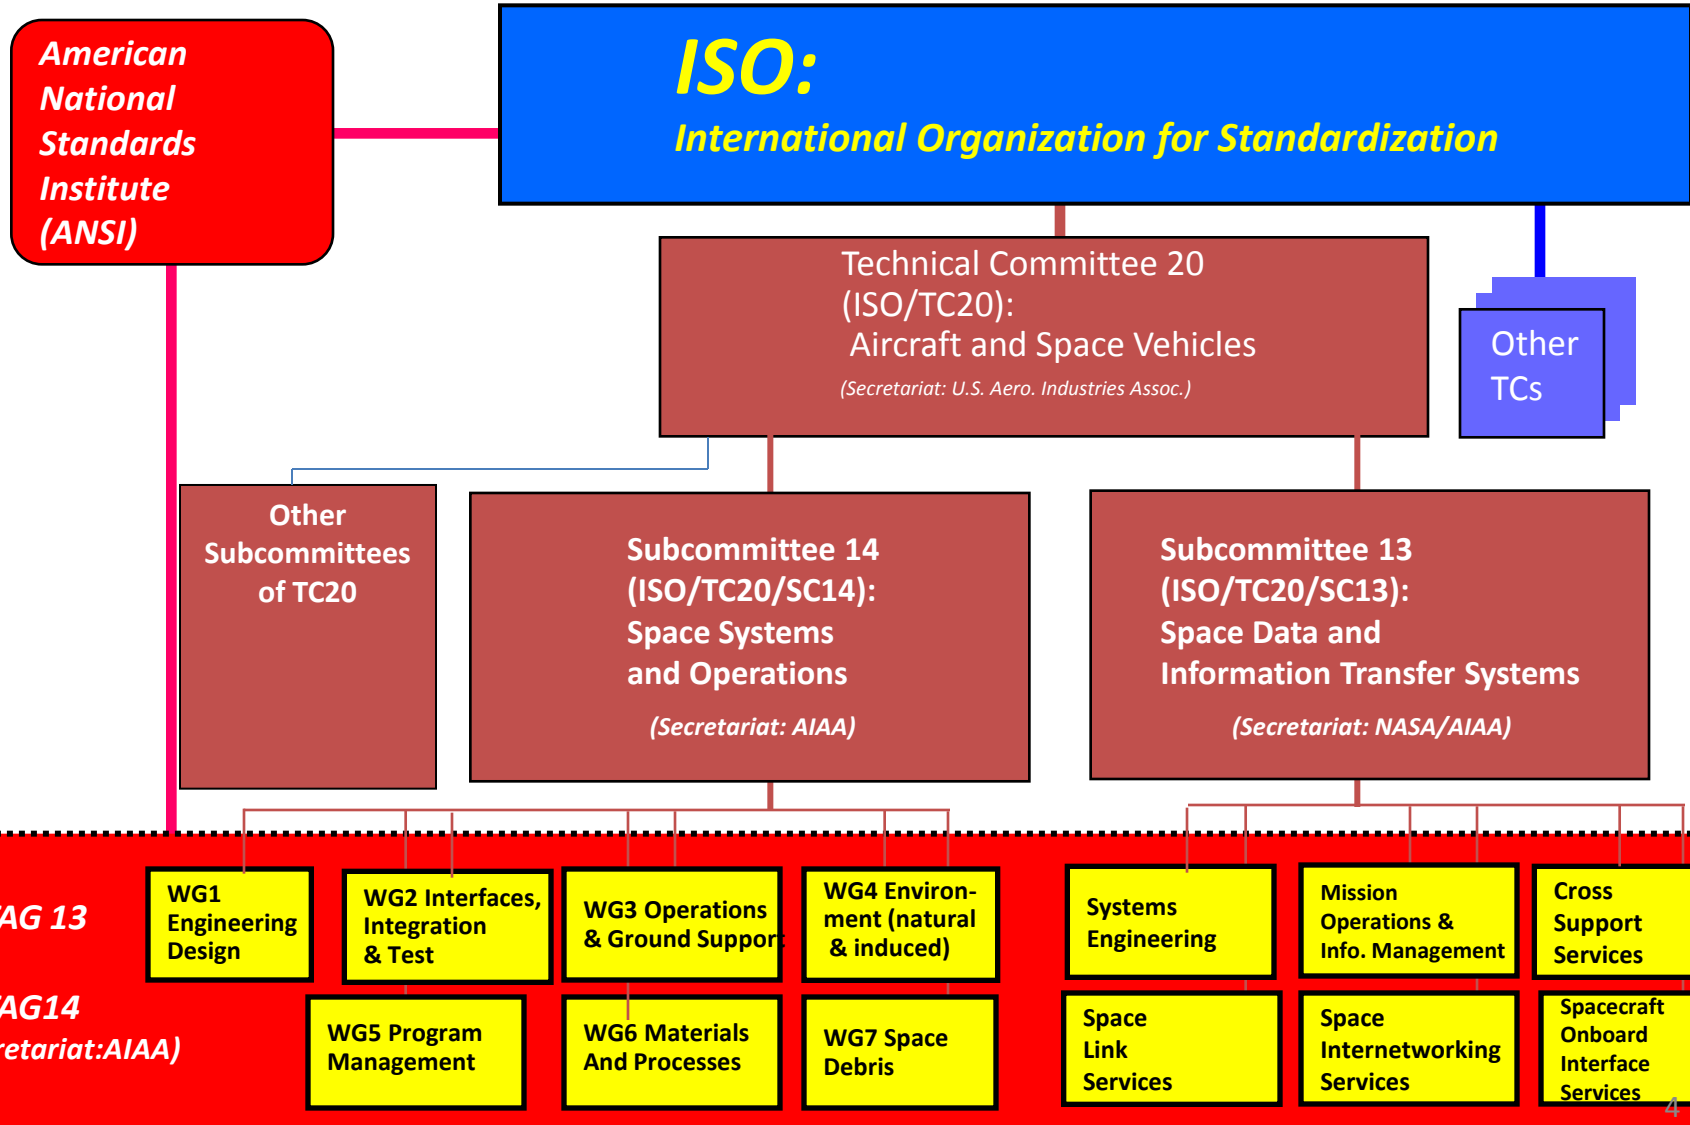 American
National
Standards
Institute
(ANSI)
ISO:
International Organization for Standardization
Technical Committee 20
(ISO/TC20):
Aircraft and Space Vehicles
(Secretariat: U.S. Aero. Industries Assoc.)
Other
TCs
Other
Subcommittees
of TC20
Subcommittee 14
(ISO/TC20/SC14):
Space Systems
and Operations
(Secretariat: AIAA)
Subcommittee 13
(ISO/TC20/SC13):
Space Data and
Information Transfer Systems
(Secretariat: NASA/AIAA)
AG 13
AG14
retariat:AIAA)
WG1
Engineering
Design
WG2 Interfaces,
Integration
& Test
WG3 Operations
& Ground Support
WG4 Environ-
ment (natural
& induced)
Systems
Engineering
Mission
Operations &
Info. Management
Cross
Support
Services
WG5 Program
Management
WG6 Materials
And Processes
WG7 Space
Debris
Space
Link
Services
Space
Internetworking
Services
Spacecraft
Onboard
Interface
Services
4